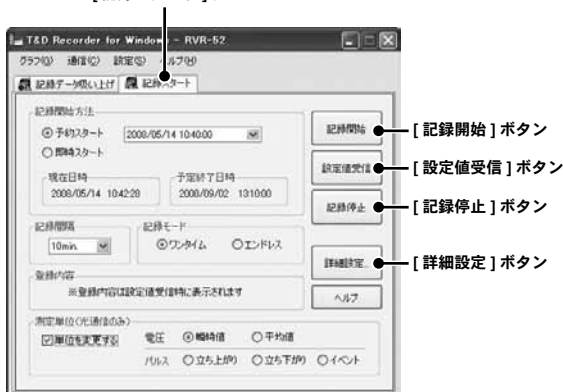 T&D Recorder for Windows - RVR-52
グラフ(G) 通信(C) 設定(S) ヘルプ(H)
記録データ吸い上げ 記録スタート
記録開始方法
予約スタート 2008/05/14 10:40:00
即時スタート
現在日時 予定終了日時
2008/05/14 10:42:28 2008/09/02 13:10:00
記録間隔 記録モード
10min. ワンタイム エンドレス
登録内容
※登録内容は設定値受信時に表示されます
測定単位(光通信のみ)
単位を変更する 電圧 瞬時値 平均値
パルス 立ち上がり 立ち下がり イベント
記録開始 [ 記録開始 ] ボタン
設定値受信 [ 設定値受信 ] ボタン
記録停止 [ 記録停止 ] ボタン
詳細設定... [ 詳細設定 ] ボタン
ヘルプ